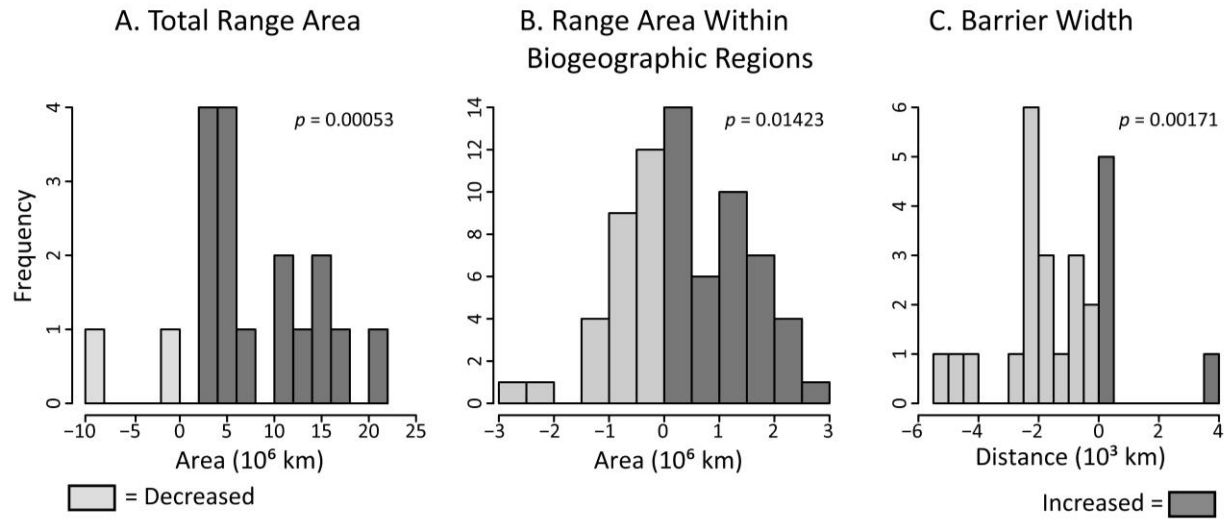 A. Total Range Area
B. Range Area Within
Biogeographic Regions
C. Barrier Width
Frequency
0 1 2 3 4
p = 0.00053
−10 −5 0 5 10 15 20 25
Area (10⁶ km)
0 2 4 6 8 10 12 14
p = 0.01423
−3 −2 −1 0 1 2 3
Area (10⁶ km)
0 1 2 3 4 5 6
p = 0.00171
−6 −4 −2 0 2 4
Distance (10³ km)
= Decreased
Increased =